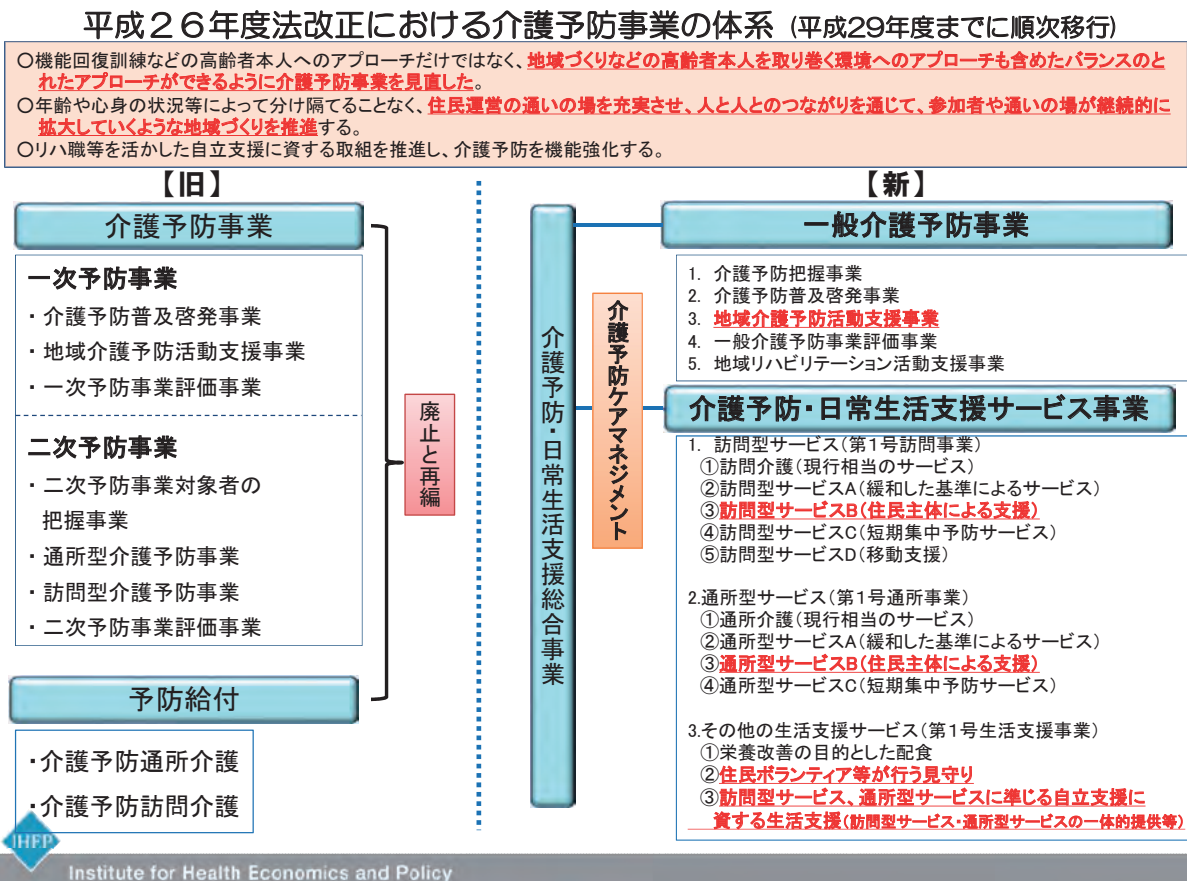 平成26年度法改正における介護予防事業の体系 (平成29年度までに順次移行)
○機能回復訓練などの高齢者本人へのアプローチだけではなく、地域づくりなどの高齢者本人を取り巻く環境へのアプローチも含めたバランスのと
れたアプローチができるように介護予防事業を見直した。
○年齢や心身の状況等によって分け隔てることなく、住民運営の通いの場を充実させ、人と人とのつながりを通じて、参加者や通いの場が継続的に
拡大していくような地域づくりを推進する。
○リハ職等を活かした自立支援に資する取組を推進し、介護予防を機能強化する。
【旧】
介護予防事業
一次予防事業
・介護予防普及啓発事業
・地域介護予防活動支援事業
・一次予防事業評価事業
二次予防事業
・二次予防事業対象者の
把握事業
・通所型介護予防事業
・訪問型介護予防事業
・二次予防事業評価事業
予防給付
・介護予防通所介護
・介護予防訪問介護
廃止と再編
【新】
介護予防・日常生活支援総合事業
介護予防ケアマネジメント
一般介護予防事業
1. 介護予防把握事業
2. 介護予防普及啓発事業
3. 地域介護予防活動支援事業
4. 一般介護予防事業評価事業
5. 地域リハビリテーション活動支援事業
介護予防・日常生活支援サービス事業
1. 訪問型サービス(第1号訪問事業)
①訪問介護(現行相当のサービス)
②訪問型サービスA(緩和した基準によるサービス)
③訪問型サービスB(住民主体による支援)
④訪問型サービスC(短期集中予防サービス)
⑤訪問型サービスD(移動支援)
2.通所型サービス(第1号通所事業)
①通所介護(現行相当のサービス)
②通所型サービスA(緩和した基準によるサービス)
③通所型サービスB(住民主体による支援)
④通所型サービスC(短期集中予防サービス)
3.その他の生活支援サービス(第1号生活支援事業)
①栄養改善の目的とした配食
②住民ボランティア等が行う見守り
③訪問型サービス、通所型サービスに準じる自立支援に
資する生活支援(訪問型サービス・通所型サービスの一体的提供等)
IHEP
Institute for Health Economics and Policy